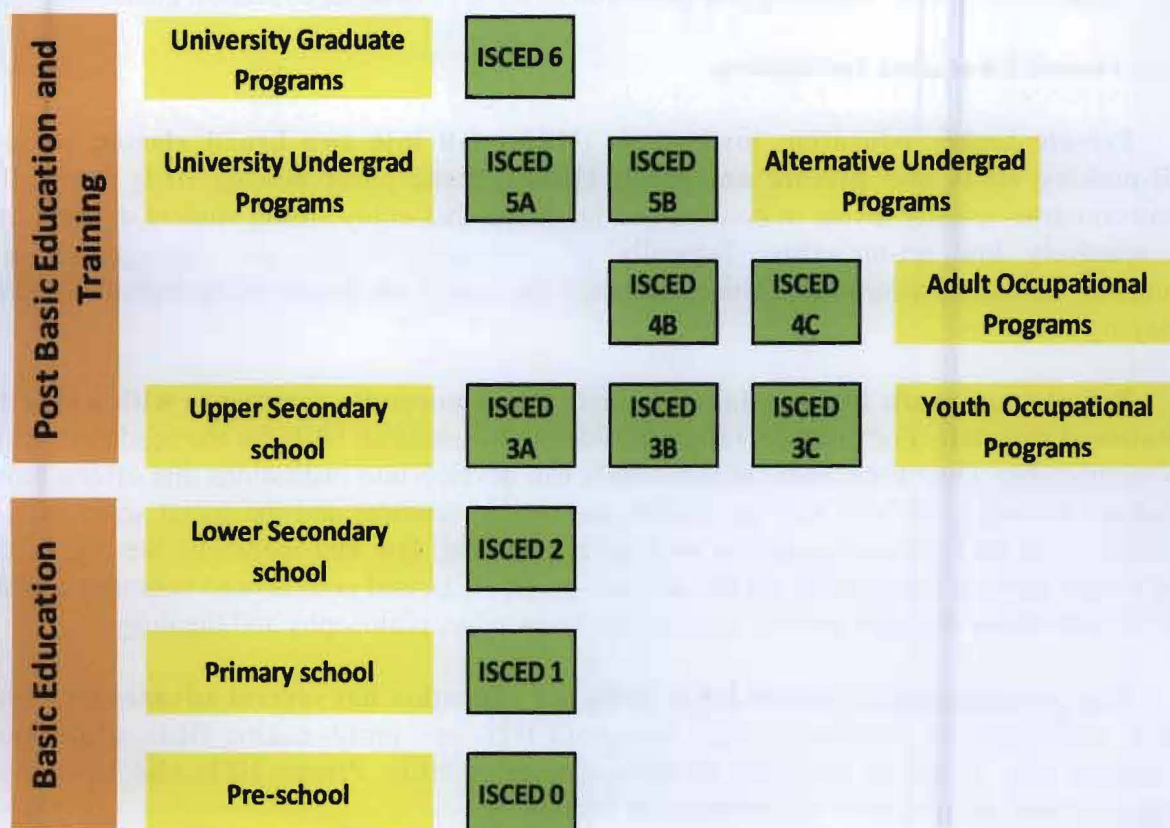 Post Basic Education and
Training
University Graduate
Programs
ISCED 6
University Undergrad
Programs
ISCED
5A
ISCED
5B
Alternative Undergrad
Programs
ISCED
4B
ISCED
4C
Adult Occupational
Programs
Upper Secondary
school
ISCED
3A
ISCED
3B
ISCED
3C
Youth Occupational
Programs
Basic Education
Lower Secondary
school
ISCED 2
Primary school
ISCED 1
Pre-school
ISCED 0